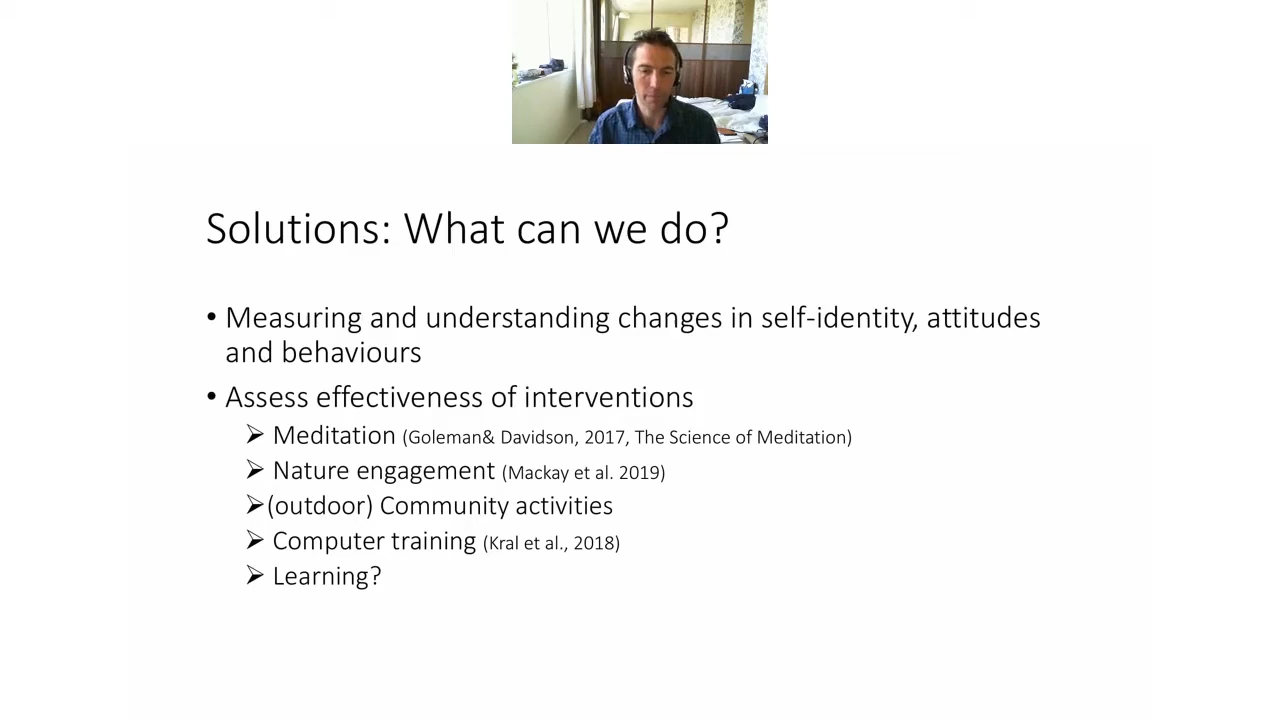 Solutions: What can we do?
• Measuring and understanding changes in self-identity, attitudes
and behaviours
• Assess effectiveness of interventions
➢ Meditation (Goleman& Davidson, 2017, The Science of Meditation)
➢ Nature engagement (Mackay et al. 2019)
➢(outdoor) Community activities
➢ Computer training (Kral et al., 2018)
➢ Learning?